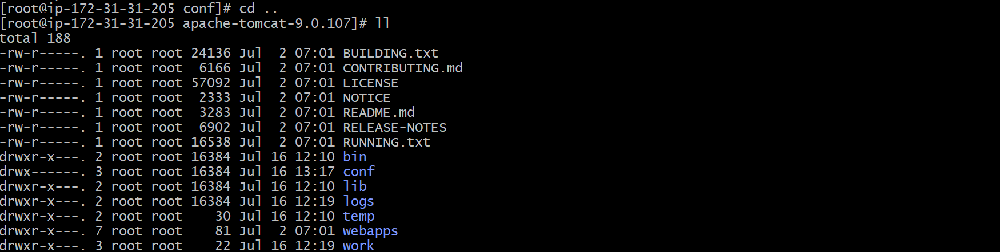 [root@ip-172-31-31-205 conf]# cd ..
[root@ip-172-31-31-205 apache-tomcat-9.0.107]# ll
total 188
-rw-r-----. 1 root root 24136 Jul  2 07:01 BUILDING.txt
-rw-r-----. 1 root root  6166 Jul  2 07:01 CONTRIBUTING.md
-rw-r-----. 1 root root 57092 Jul  2 07:01 LICENSE
-rw-r-----. 1 root root  2333 Jul  2 07:01 NOTICE
-rw-r-----. 1 root root  3283 Jul  2 07:01 README.md
-rw-r-----. 1 root root  6902 Jul  2 07:01 RELEASE-NOTES
-rw-r-----. 1 root root 16538 Jul  2 07:01 RUNNING.txt
drwxr-x---. 2 root root 16384 Jul 16 12:10 bin
drwx------. 3 root root 16384 Jul 16 13:17 conf
drwxr-x---. 2 root root 16384 Jul 16 12:10 lib
drwxr-x---. 2 root root 16384 Jul 16 12:19 logs
drwxr-x---. 2 root root    30 Jul 16 12:10 temp
drwxr-x---. 7 root root    81 Jul  2 07:01 webapps
drwxr-x---. 3 root root    22 Jul 16 12:19 work